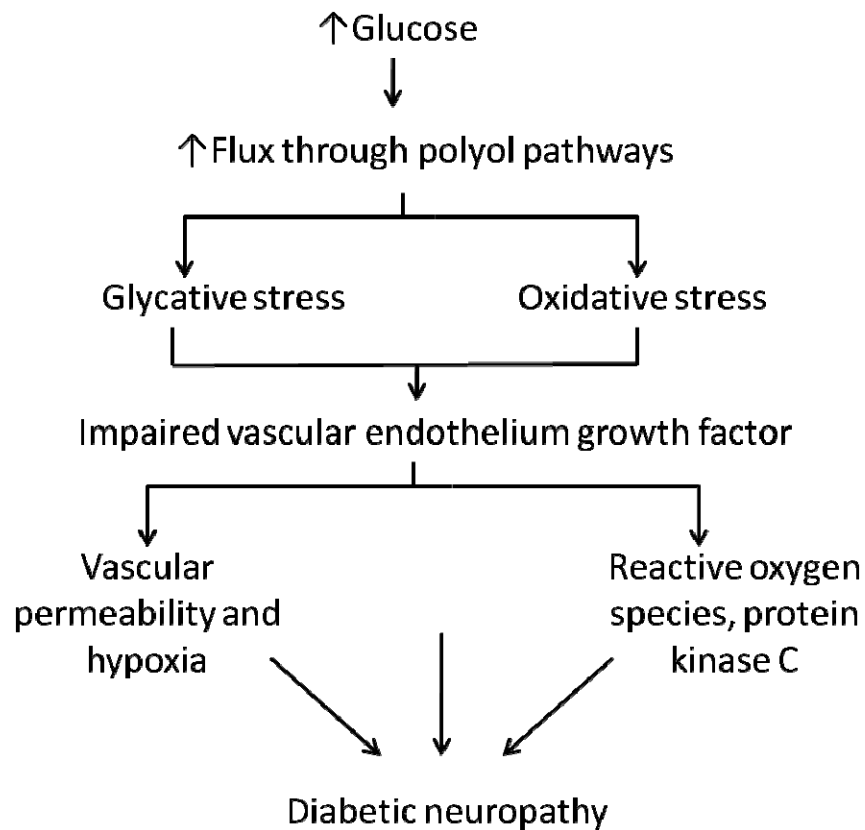 ↑Glucose
↑Flux through polyol pathways
Glycative stress
Oxidative stress
Impaired vascular endothelium growth factor
Vascular
permeability and
hypoxia
Reactive oxygen
species, protein
kinase C
Diabetic neuropathy